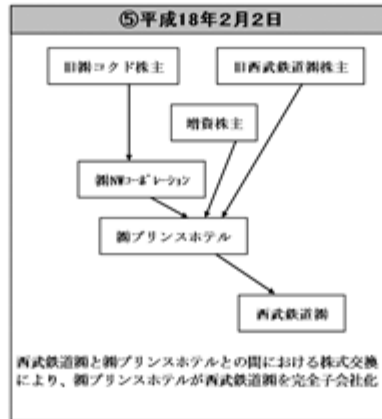 ⑤平成18年2月2日
旧㈱コクド株主
旧西武鉄道㈱株主
増資株主
㈱NWコーポレーション
㈱プリンスホテル
西武鉄道㈱
西武鉄道㈱と㈱プリンスホテルとの間における株式交換
により、㈱プリンスホテルが西武鉄道㈱を完全子会社化